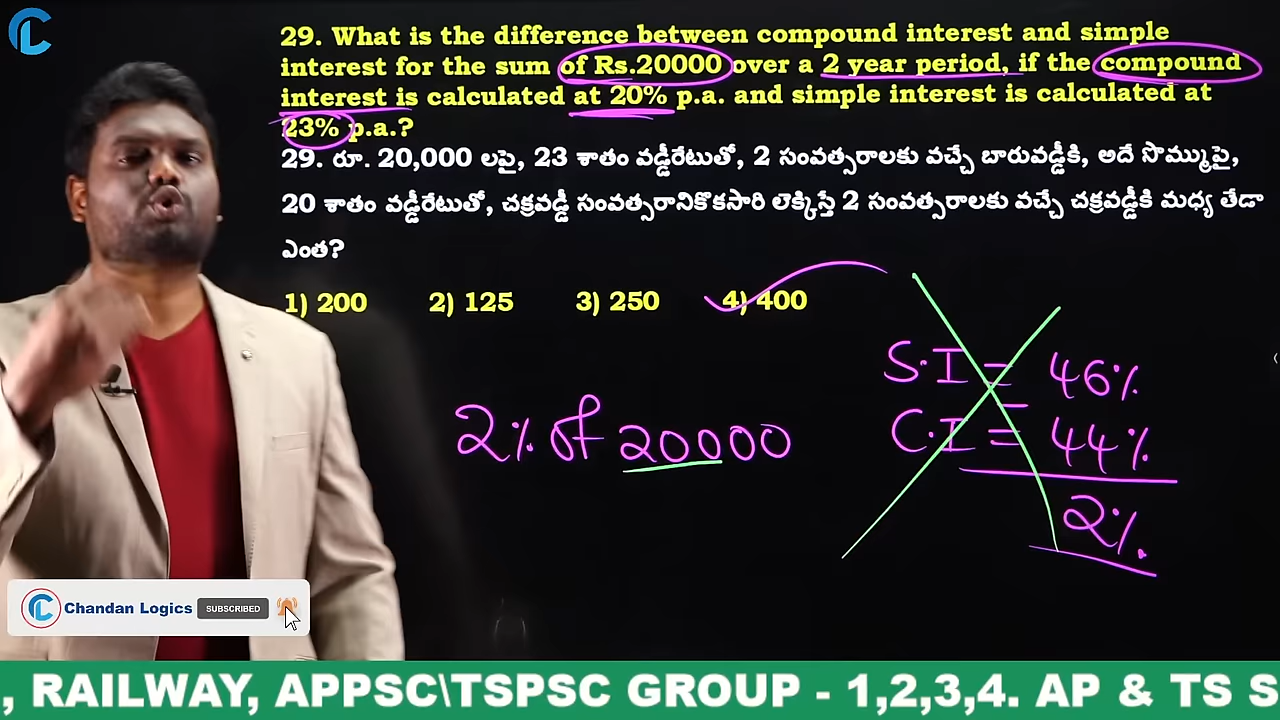 29. What is the difference between compound interest and simple
interest for the sum of Rs.20000 over a 2 year period, if the compound
interest is calculated at 20% p.a. and simple interest is calculated at
23% p.a.?
29. రూ. 20,000 లపై, 23 శాతం వడ్డీరేటుతో, 2 సంవత్సరాలకు వచ్చే బారువడ్డీకి, అదే సొమ్ముపై,
20 శాతం వడ్డీరేటుతో, చక్రవడ్డీ సంవత్సరానికొకసారి లెక్కిస్తే 2 సంవత్సరాలకు వచ్చే చక్రవడ్డీకి మధ్య తేడా
ఎంత?
1) 200 2) 125 3) 250 4) 400
S.I = 46%
C.I = 44%
2%
2% of 20000
Chandan Logics SUBSCRIBED
, RAILWAY, APPSC\TSPSC GROUP - 1,2,3,4. AP & TS S